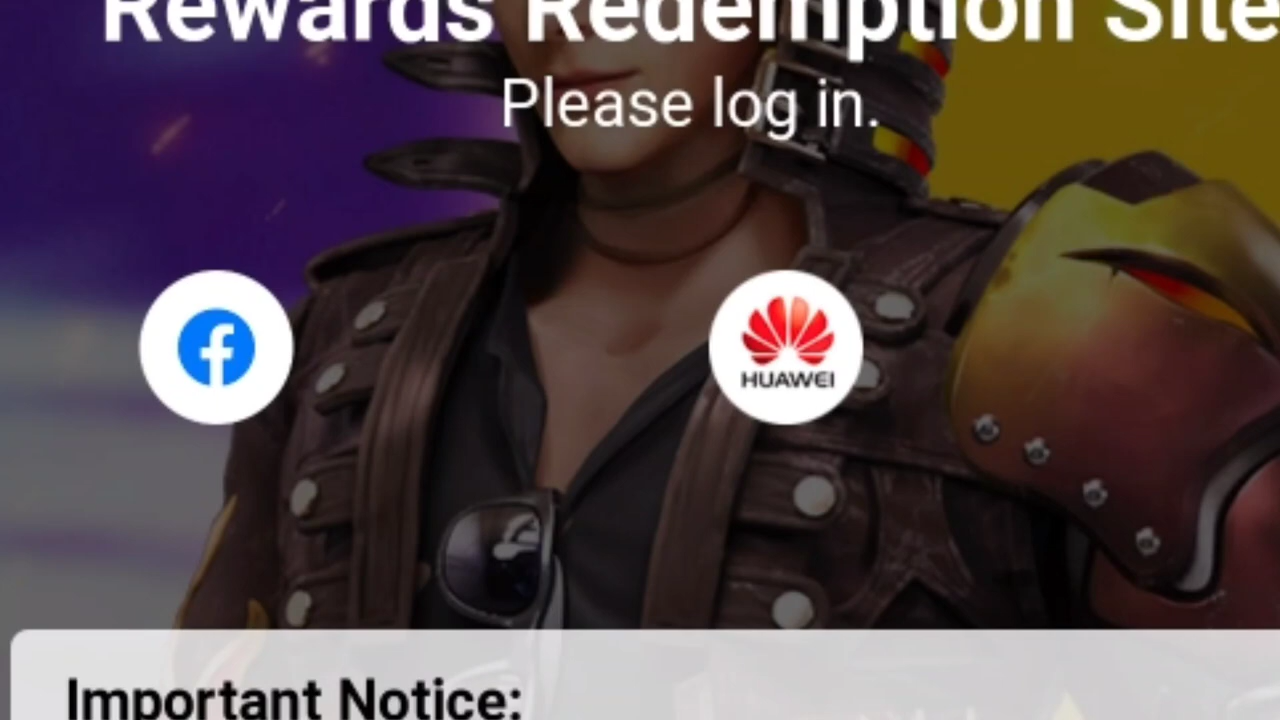 Rewards Redemption Site
Please log in.
HUAWEI
Important Notice: